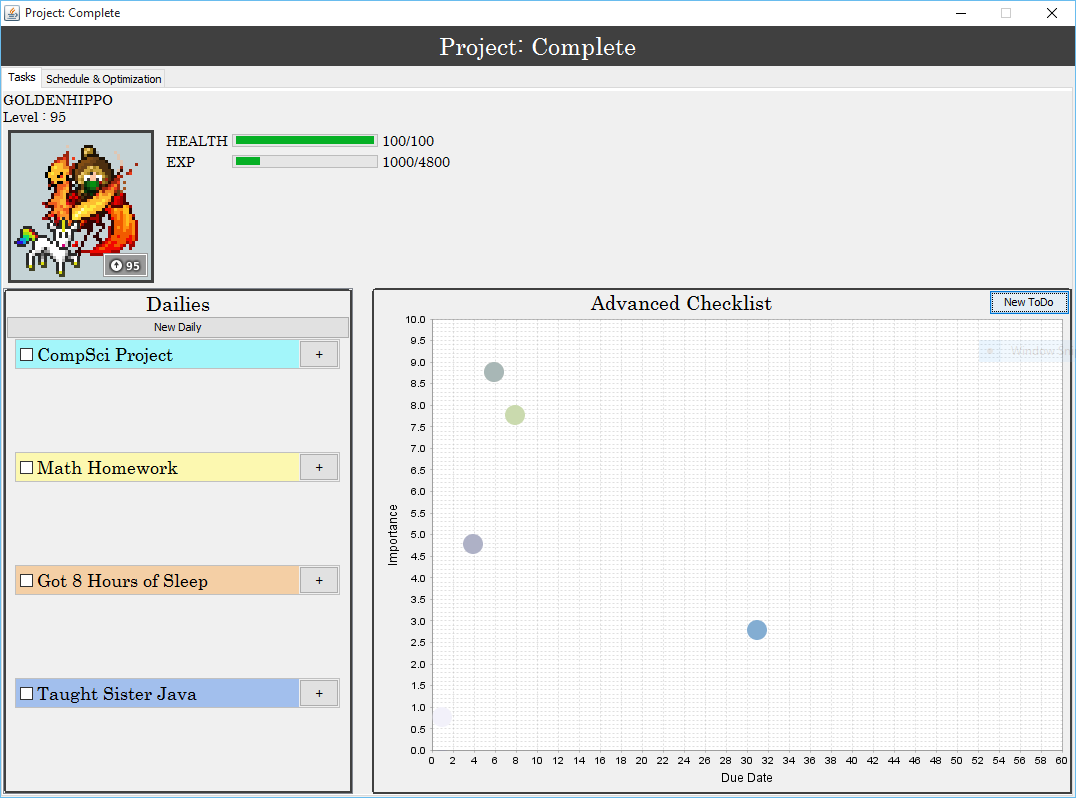 Project: Complete
Project: Complete
Tasks Schedule & Optimization
GOLDENHIPPO
Level : 95
HEALTH 100/100
EXP 1000/4800
95
Dailies
New Daily
CompSci Project +
Math Homework +
Got 8 Hours of Sleep +
Taught Sister Java +
Advanced Checklist
New ToDo
Window
10.0
9.5
9.0
8.5
8.0
7.5
7.0
6.5
6.0
5.5
5.0
4.5
4.0
3.5
3.0
2.5
2.0
1.5
1.0
0.5
0.0
Importance
0 2 4 6 8 10 12 14 16 18 20 22 24 26 28 30 32 34 36 38 40 42 44 46 48 50 52 54 56 58 60
Due Date